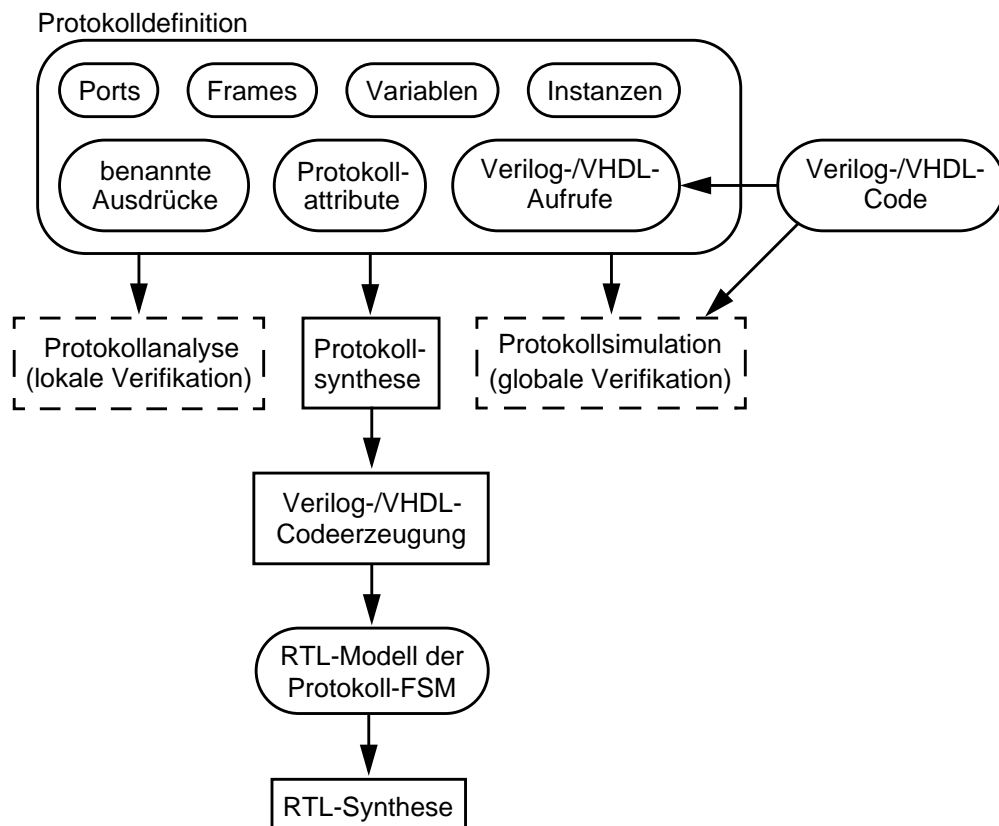 Protokolldefinition
Ports
Frames
Variablen
Instanzen
benannte
Ausdrücke
Protokoll-
attribute
Verilog-/VHDL-
Aufrufe
Verilog-/VHDL-
Code
Protokollanalyse
(lokale Verifikation)
Protokoll-
synthese
Protokollsimulation
(globale Verifikation)
Verilog-/VHDL-
Codeerzeugung
RTL-Modell der
Protokoll-FSM
RTL-Synthese